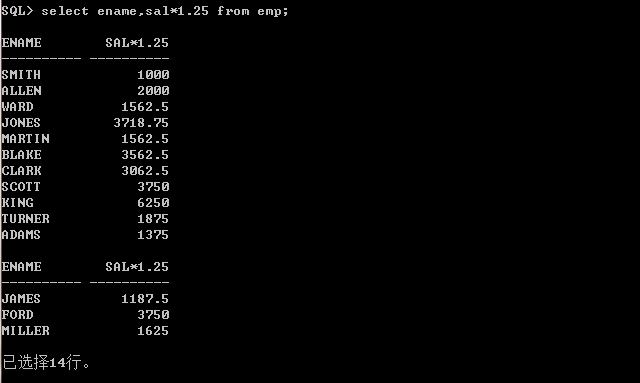 SQL> select ename,sal*1.25 from emp;
ENAME SAL*1.25
---------- ----------
SMITH 1000
ALLEN 2000
WARD 1562.5
JONES 3718.75
MARTIN 1562.5
BLAKE 3562.5
CLARK 3062.5
SCOTT 3750
KING 6250
TURNER 1875
ADAMS 1375
ENAME SAL*1.25
---------- ----------
JAMES 1187.5
FORD 3750
MILLER 1625
已选择14行。